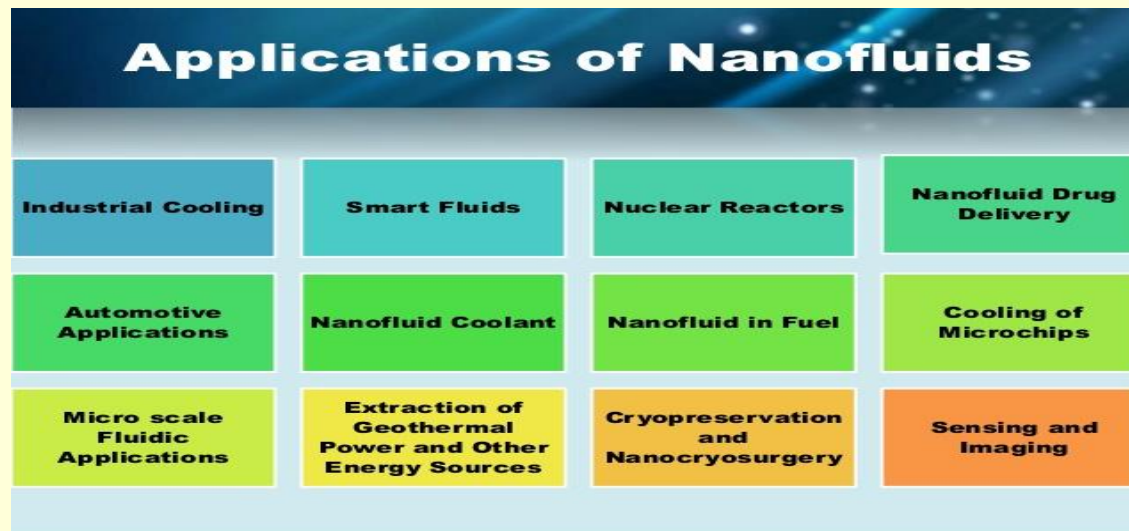 Applications of Nanofluids
Industrial Cooling
Smart Fluids
Nuclear Reactors
Nanofluid Drug
Delivery
Automotive
Applications
Nanofluid Coolant
Nanofluid in Fuel
Cooling of
Microchips
Micro scale
Fluidic
Applications
Extraction of
Geothermal
Power and Other
Energy Sources
Cryopreservation
and
Nanocryosurgery
Sensing and
Imaging